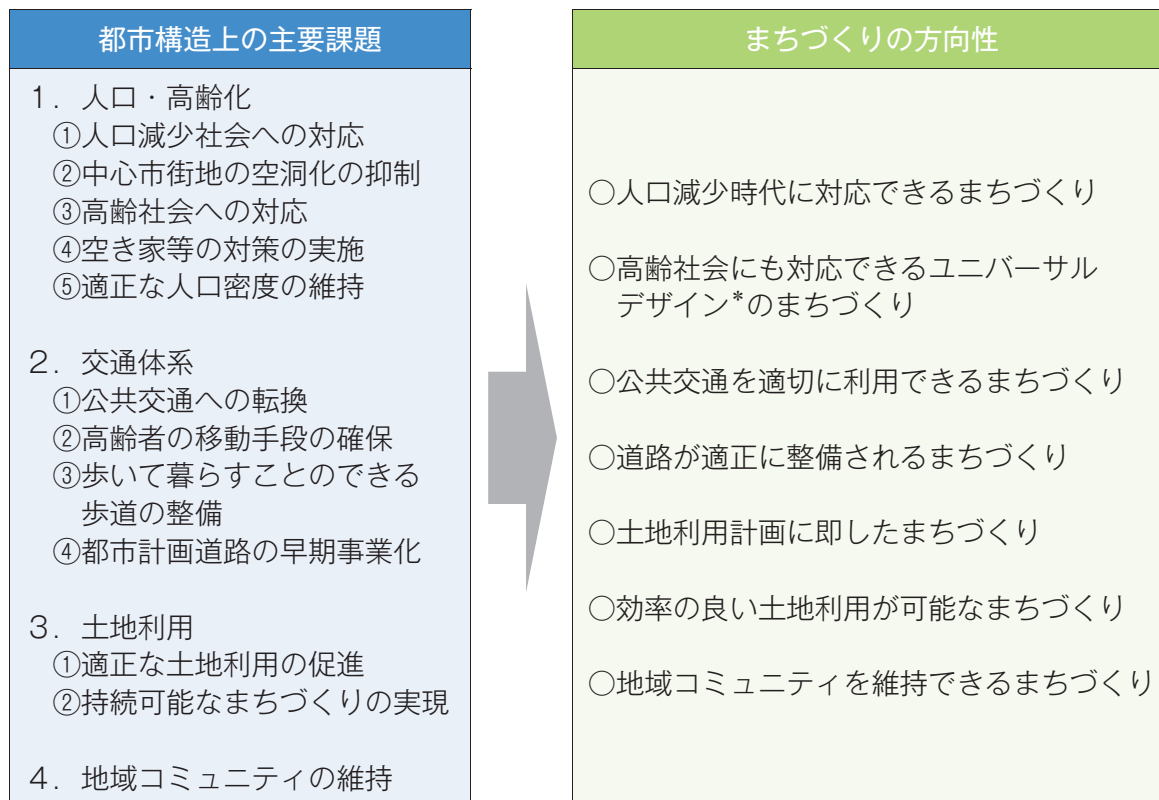 都市構造上の主要課題
1．人口・高齢化
①人口減少社会への対応
②中心市街地の空洞化の抑制
③高齢社会への対応
④空き家等の対策の実施
⑤適正な人口密度の維持
2．交通体系
①公共交通への転換
②高齢者の移動手段の確保
③歩いて暮らすことのできる
歩道の整備
④都市計画道路の早期事業化
3．土地利用
①適正な土地利用の促進
②持続可能なまちづくりの実現
4．地域コミュニティの維持
まちづくりの方向性
○人口減少時代に対応できるまちづくり
○高齢社会にも対応できるユニバーサル
デザイン*のまちづくり
○公共交通を適切に利用できるまちづくり
○道路が適正に整備されるまちづくり
○土地利用計画に即したまちづくり
○効率の良い土地利用が可能なまちづくり
○地域コミュニティを維持できるまちづくり